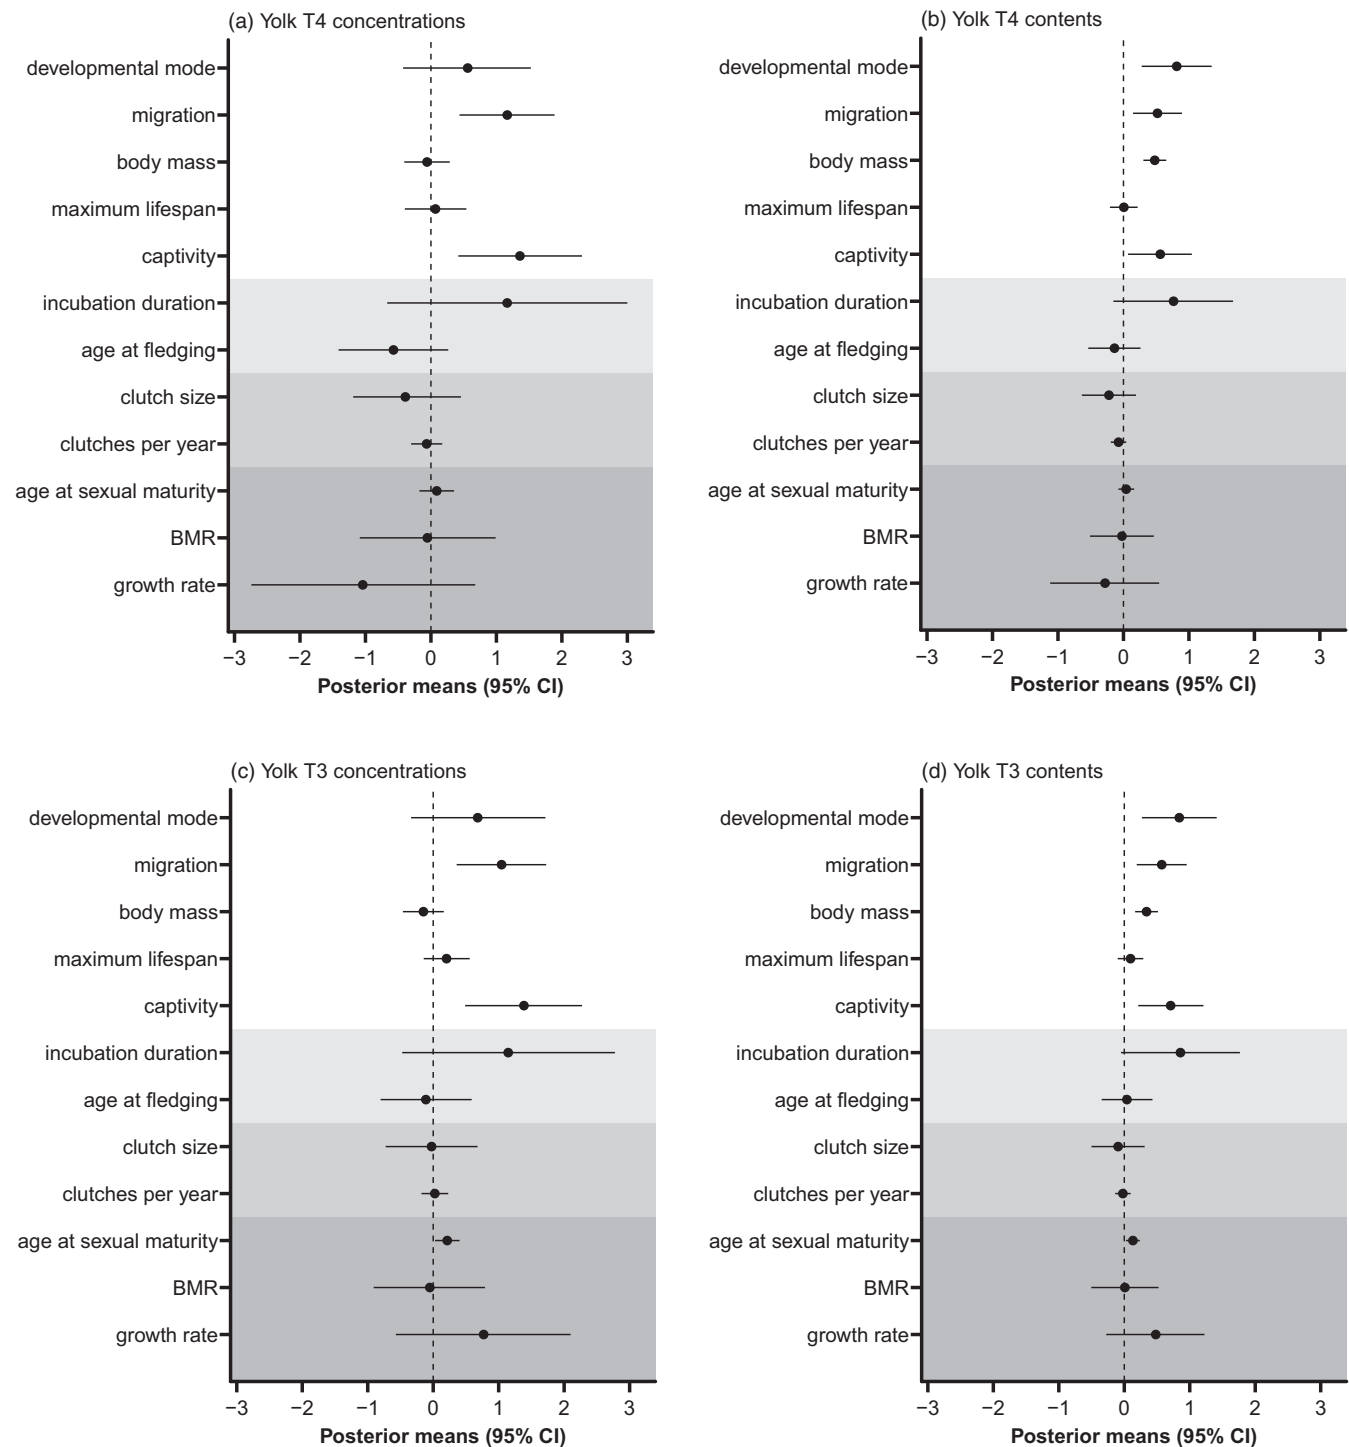 (a) Yolk T4 concentrations
developmental mode
migration
body mass
maximum lifespan
captivity
incubation duration
age at fledging
clutch size
clutches per year
age at sexual maturity
BMR
growth rate
−3 −2 −1 0 1 2 3
Posterior means (95% CI)
(b) Yolk T4 contents
developmental mode
migration
body mass
maximum lifespan
captivity
incubation duration
age at fledging
clutch size
clutches per year
age at sexual maturity
BMR
growth rate
−3 −2 −1 0 1 2 3
Posterior means (95% CI)
(c) Yolk T3 concentrations
developmental mode
migration
body mass
maximum lifespan
captivity
incubation duration
age at fledging
clutch size
clutches per year
age at sexual maturity
BMR
growth rate
−3 −2 −1 0 1 2 3
Posterior means (95% CI)
(d) Yolk T3 contents
developmental mode
migration
body mass
maximum lifespan
captivity
incubation duration
age at fledging
clutch size
clutches per year
age at sexual maturity
BMR
growth rate
−3 −2 −1 0 1 2 3
Posterior means (95% CI)